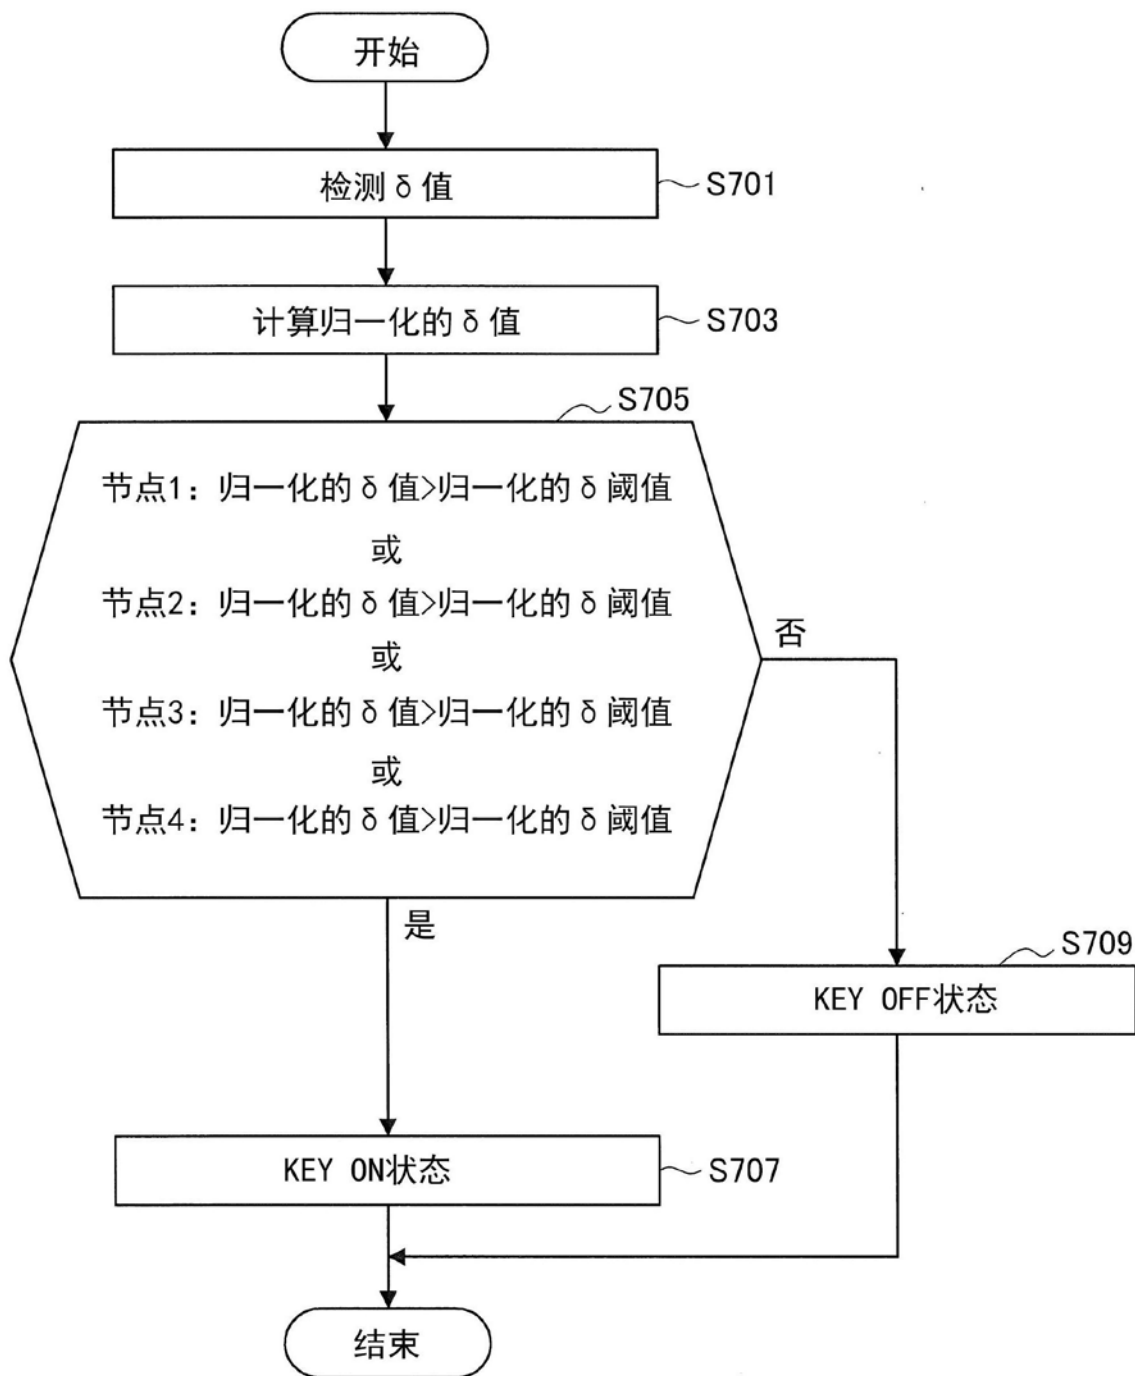 开始
检测δ值
S701
计算归一化的δ值
S703
S705
节点1：归一化的δ值>归一化的δ阈值
或
节点2：归一化的δ值>归一化的δ阈值
或
节点3：归一化的δ值>归一化的δ阈值
或
节点4：归一化的δ值>归一化的δ阈值
否
是
S709
KEY OFF状态
KEY ON状态
S707
结束